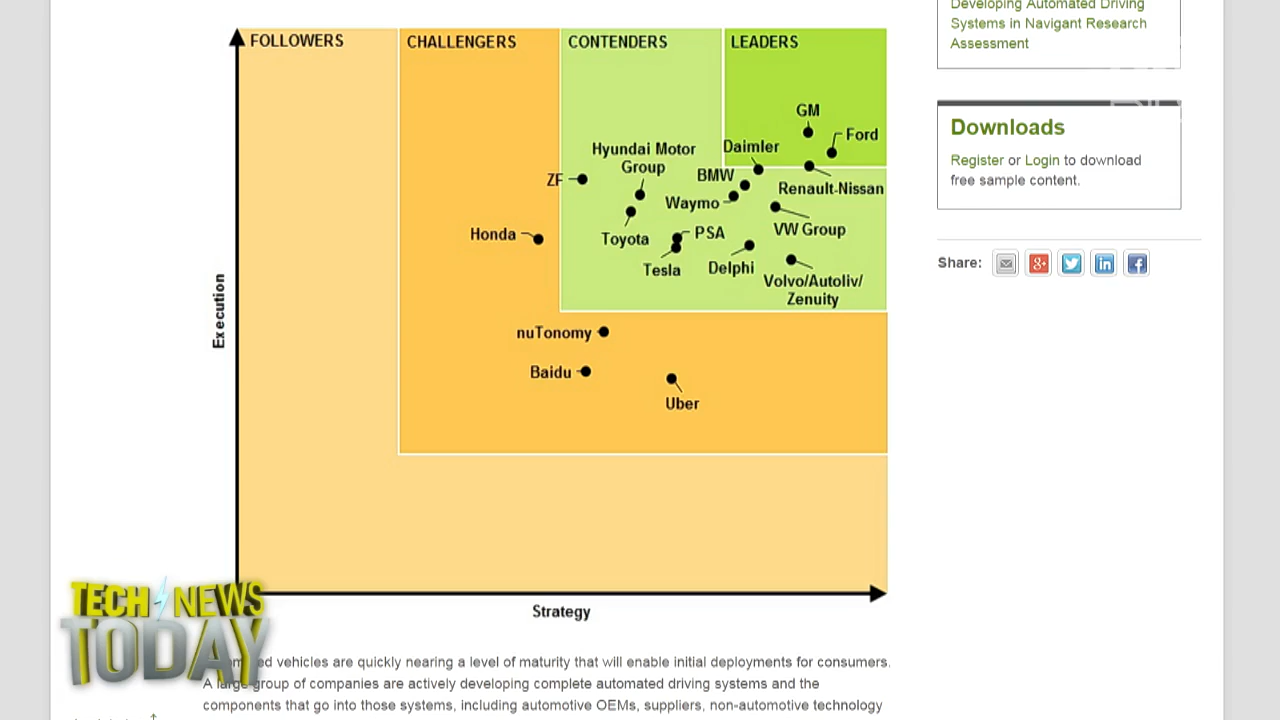 Developing Automated Driving
Systems in Navigant Research
Assessment
FOLLOWERS
CHALLENGERS
CONTENDERS
LEADERS
GM
Ford
Daimler
Hyundai Motor
Group
ZF
BMW
Renault-Nissan
Waymo
Honda
Toyota
PSA
VW Group
Tesla
Delphi
Volvo/Autoliv/
Zenuity
nuTonomy
Baidu
Uber
Execution
Strategy
Downloads
Register or Login to download
free sample content.
Share:
TECH NEWS
TODAY
vehicles are quickly nearing a level of maturity that will enable initial deployments for consumers.
A large group of companies are actively developing complete automated driving systems and the
components that go into those systems, including automotive OEMs, suppliers, non-automotive technology